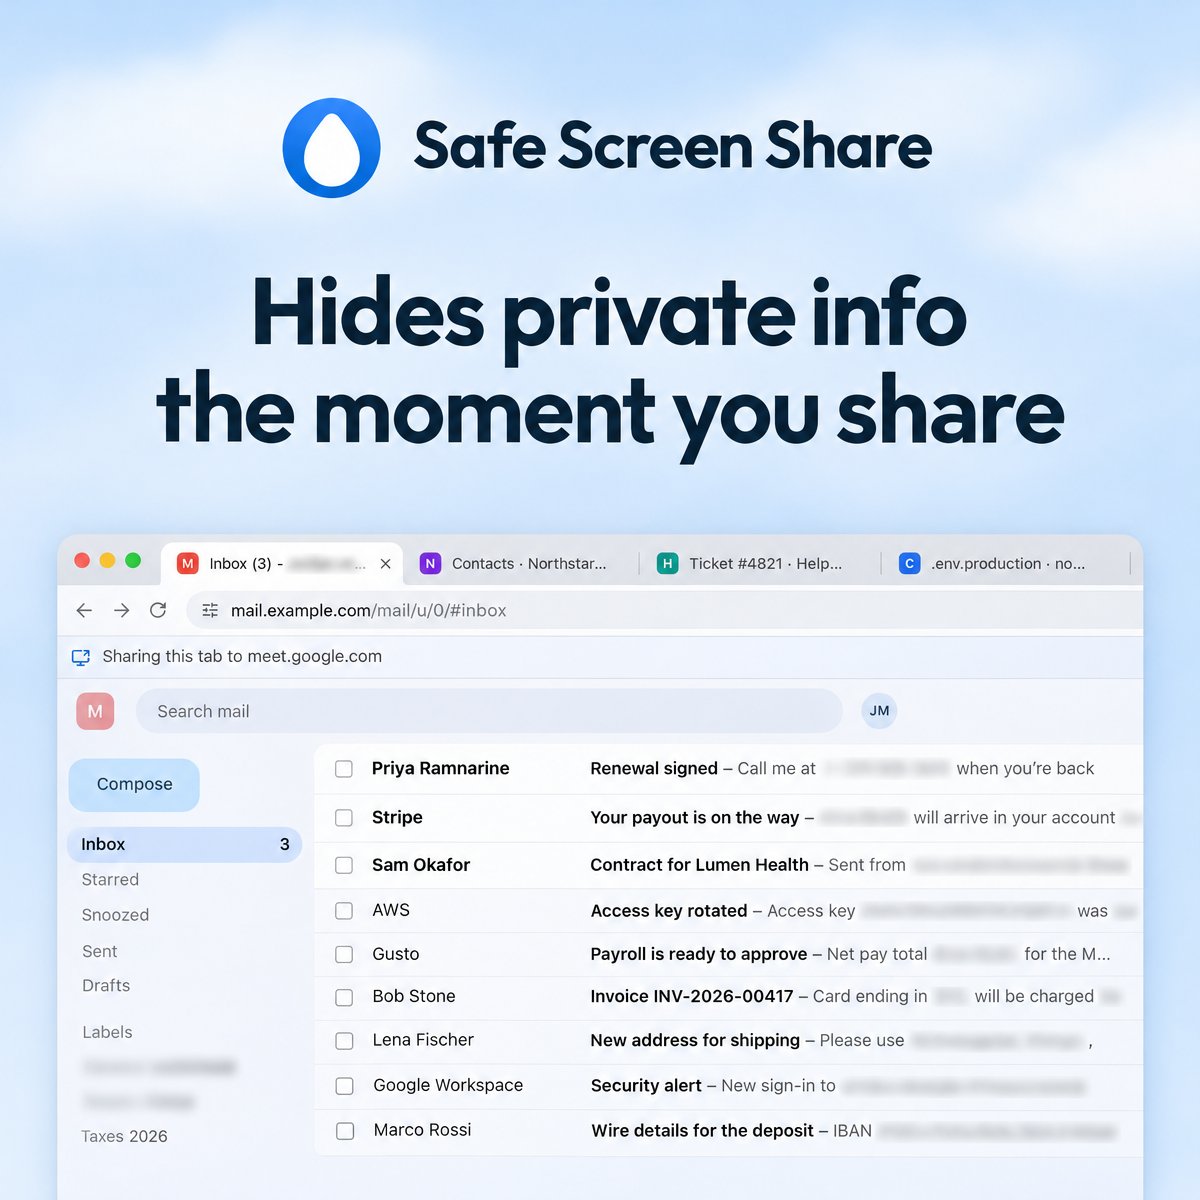 Safe Screen Share
Hides private info
the moment you share
M Inbox (3) - ... ×
N Contacts · Northstar...
H Ticket #4821 · Help...
C .env.production · no...
mail.example.com/mail/u/0/#inbox
Sharing this tab to meet.google.com
M Search mail JM
Compose
Inbox 3
Starred
Snoozed
Sent
Drafts
Labels
Taxes 2026
Priya Ramnarine Renewal signed – Call me at when you’re back
Stripe Your payout is on the way – will arrive in your account
Sam Okafor Contract for Lumen Health – Sent from
AWS Access key rotated – Access key was
Gusto Payroll is ready to approve – Net pay total for the M...
Bob Stone Invoice INV-2026-00417 – Card ending in will be charged
Lena Fischer New address for shipping – Please use ,
Google Workspace Security alert – New sign-in to
Marco Rossi Wire details for the deposit – IBAN